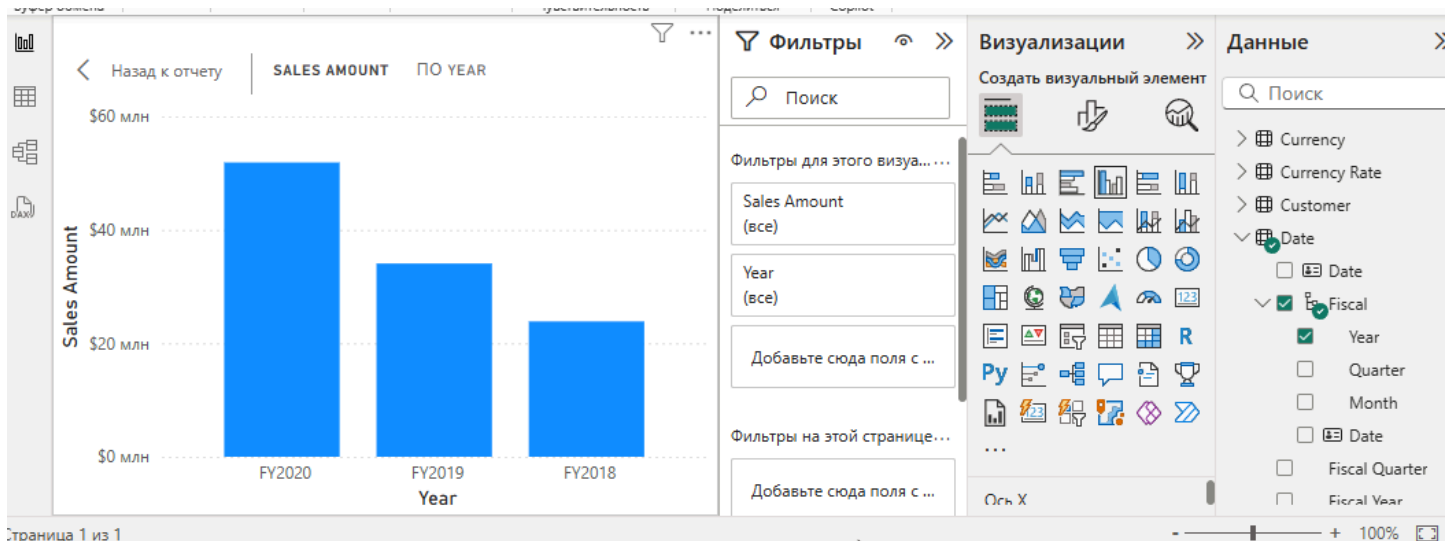 Назад к отчету
SALES AMOUNT
ПО YEAR
$60 млн
$40 млн
$20 млн
$0 млн
Sales Amount
FY2020
FY2019
FY2018
Year
Фильтры
Поиск
Фильтры для этого визуа... ...
Sales Amount
(все)
Year
(все)
Добавьте сюда поля с ...
Фильтры на этой странице...
Добавьте сюда поля с ...
Визуализации
Создать визуальный элемент
123
R
Py
123
...
Ось X
Данные
Поиск
Currency
Currency Rate
Customer
Date
Date
Fiscal
Year
Quarter
Month
Date
Fiscal Quarter
Fiscal Year
DAX
Страница 1 из 1
- + 100%